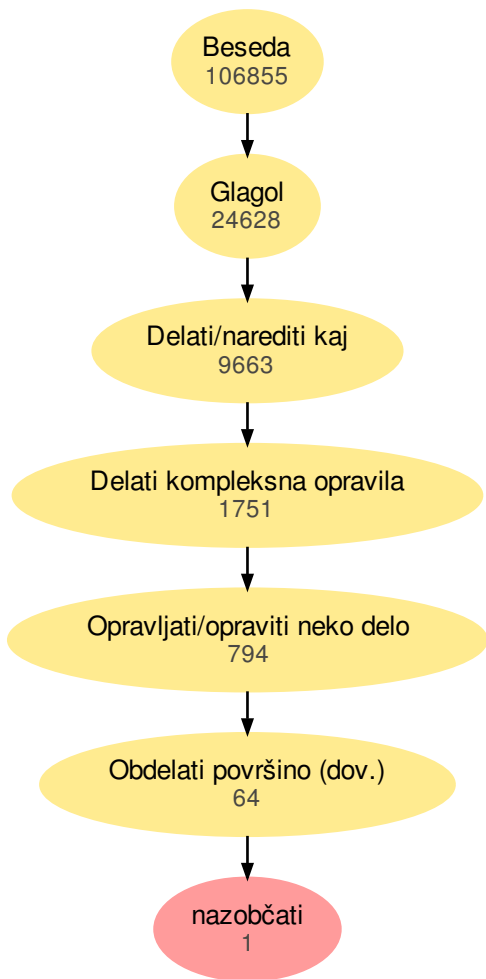 Beseda
106855
Glagol
24628
Delati/narediti kaj
9663
Delati kompleksna opravila
1751
Opravljati/opraviti neko delo
794
Obdelati površino (dov.)
64
nazobčati
1